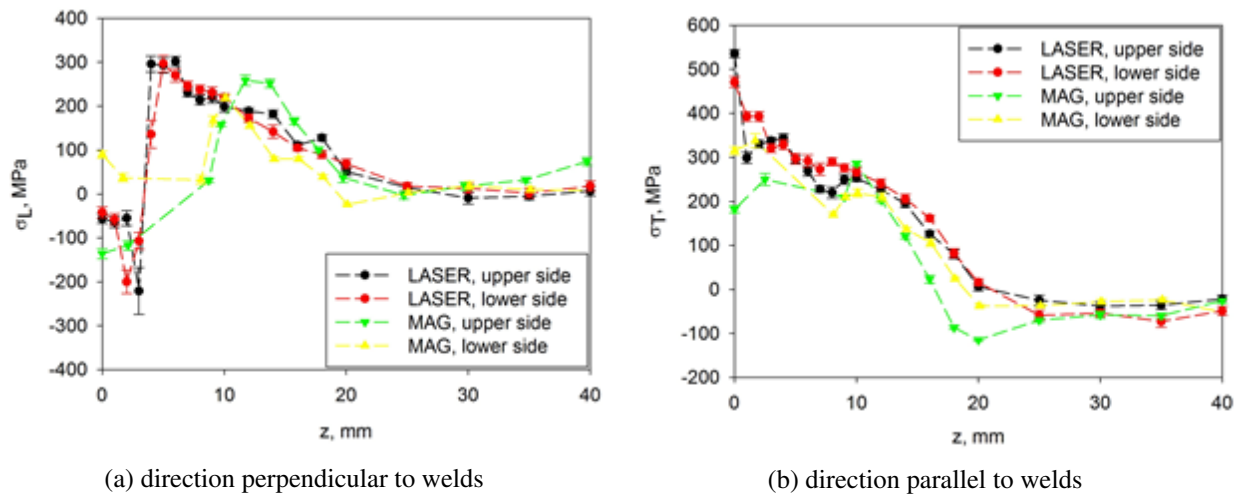 400
300
200
100
0
-100
-200
-300
-400
σL, MPa
0 10 20 30 40
z, mm
LASER, upper side
LASER, lower side
MAG, upper side
MAG, lower side
(a) direction perpendicular to welds
600
500
400
300
200
100
0
-100
-200
σT, MPa
0 10 20 30 40
z, mm
LASER, upper side
LASER, lower side
MAG, upper side
MAG, lower side
(b) direction parallel to welds